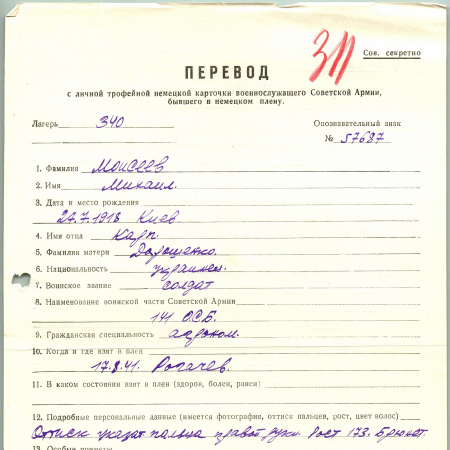 311
Сов. секретно
ПЕРЕВОД
с личной трофейной немецкой карточки военнослужащего Советской Армии,
бывшего в немецком плену.
Лагерь 340
Опознавательный знак
№ 57687
1. Фамилия Моисеев
2. Имя Михаил.
3. Дата и место рождения
24.7.1918 Киев
4. Имя отца Карп.
5. Фамилия матери Дорошенко.
6. Национальность украинец.
7. Воинское звание солдат
8. Наименование воинской части Советской Армии
141 ОСБ.
9. Гражданская специальность агроном.
10. Когда и где взят в плен
17.8.41. Рогачев.
11. В каком состоянии взят в плен (здоров, болен, ранен)
12. Подробные персональные данные (имеется фотография, оттиск пальцев, рост, цвет волос)
Оттиск указат пальца правой руки. Рост 173. Брюнет.
13. Особые приметы